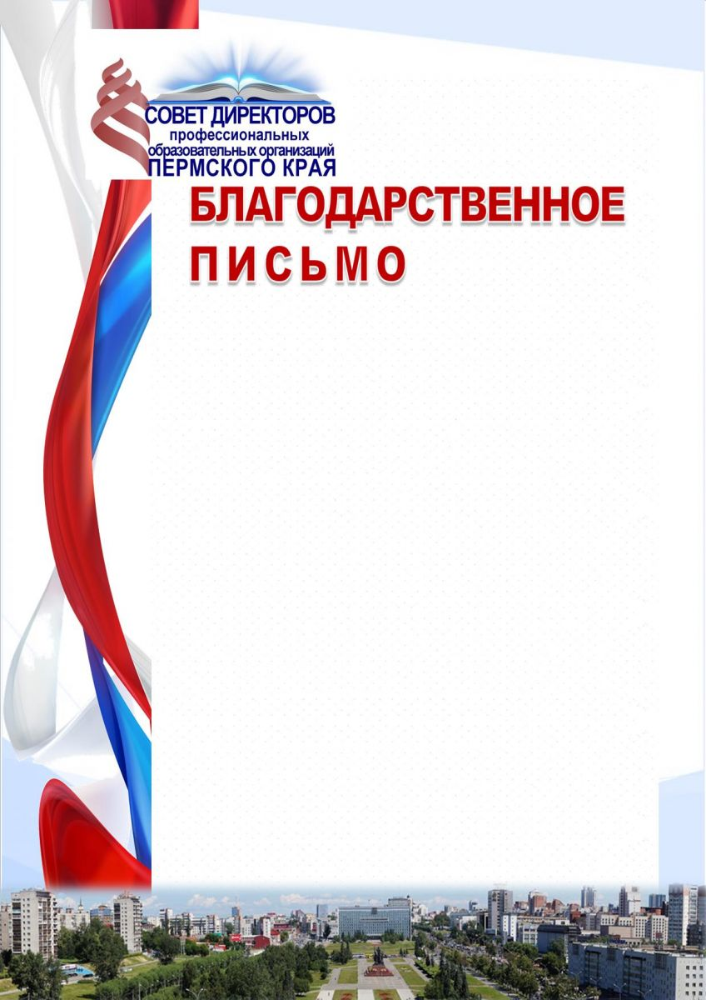 СОВЕТ ДИРЕКТОРОВ
профессиональных
образовательных организаций
ПЕРМСКОГО КРАЯ
БЛАГОДАРСТВЕННОЕ
ПИСЬМО